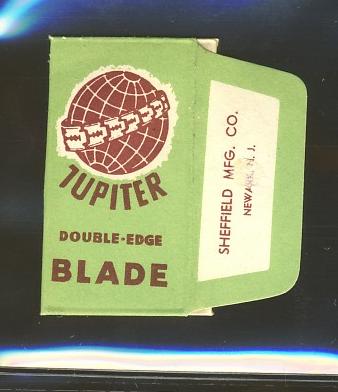 JUPITER
DOUBLE-EDGE
BLADE
SHEFFIELD MFG. CO.
NEWARK, N. J.